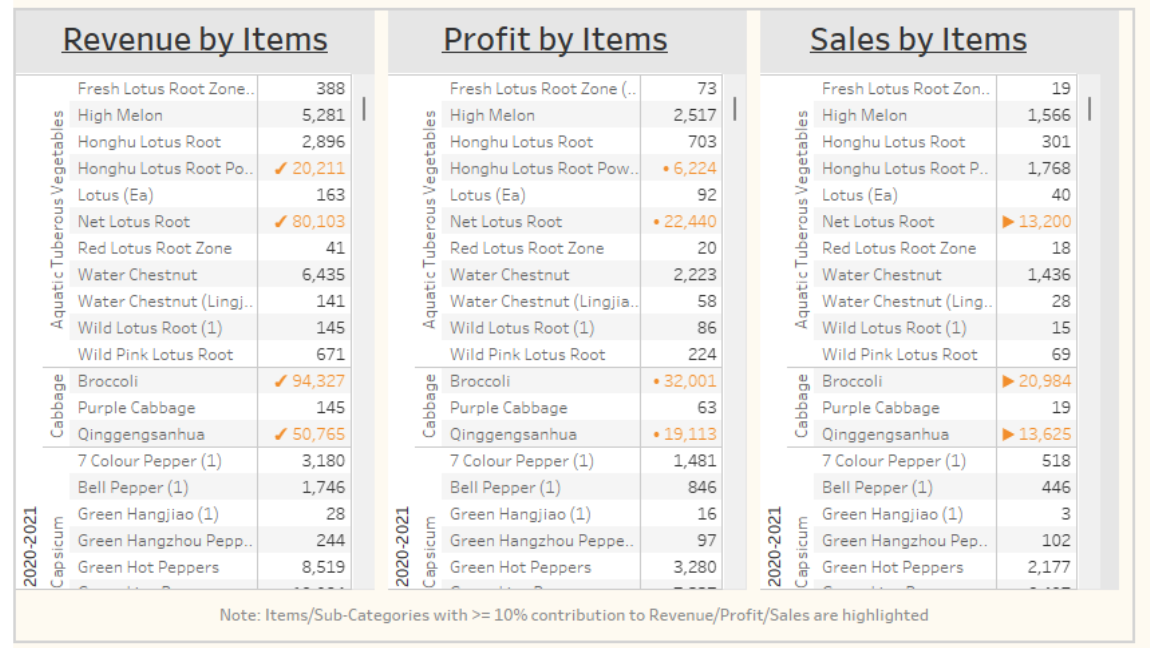 Revenue by Items Profit by Items Sales by Items
Fresh Lotus Root Zone.. 388 Fresh Lotus Root Zone (.. 73 Fresh Lotus Root Zon.. 19
High Melon 5,281 High Melon 2,517 High Melon 1,566
Honghu Lotus Root 2,896 Honghu Lotus Root 703 Honghu Lotus Root 301
Honghu Lotus Root Po.. ✔ 20,211 Honghu Lotus Root Pow.. • 6,224 Honghu Lotus Root P.. 1,768
Lotus (Ea) 163 Lotus (Ea) 92 Lotus (Ea) 40
Net Lotus Root ✔ 80,103 Net Lotus Root • 22,440 Net Lotus Root ▶ 13,200
Red Lotus Root Zone 41 Red Lotus Root Zone 20 Red Lotus Root Zone 18
Water Chestnut 6,435 Water Chestnut 2,223 Water Chestnut 1,436
Water Chestnut (Lingj.. 141 Water Chestnut (Lingjia.. 58 Water Chestnut (Ling.. 28
Wild Lotus Root (1) 145 Wild Lotus Root (1) 86 Wild Lotus Root (1) 15
Wild Pink Lotus Root 671 Wild Pink Lotus Root 224 Wild Pink Lotus Root 69
Aquatic Tuberous Vegetables Aquatic Tuberous Vegetables Aquatic Tuberous Vegetables
Broccoli ✔ 94,327 Broccoli • 32,001 Broccoli ▶ 20,984
Purple Cabbage 145 Purple Cabbage 63 Purple Cabbage 19
Qinggengsanhua ✔ 50,765 Qinggengsanhua • 19,113 Qinggengsanhua ▶ 13,625
Cabbage Cabbage Cabbage
7 Colour Pepper (1) 3,180 7 Colour Pepper (1) 1,481 7 Colour Pepper (1) 518
Bell Pepper (1) 1,746 Bell Pepper (1) 846 Bell Pepper (1) 446
Green Hangjiao (1) 28 Green Hangjiao (1) 16 Green Hangjiao (1) 3
Green Hangzhou Pepp.. 244 Green Hangzhou Peppe.. 97 Green Hangzhou Pep.. 102
Green Hot Peppers 8,519 Green Hot Peppers 3,280 Green Hot Peppers 2,177
2020-2021 Capsicum 2020-2021 Capsicum 2020-2021 Capsicum
Note: Items/Sub-Categories with >= 10% contribution to Revenue/Profit/Sales are highlighted